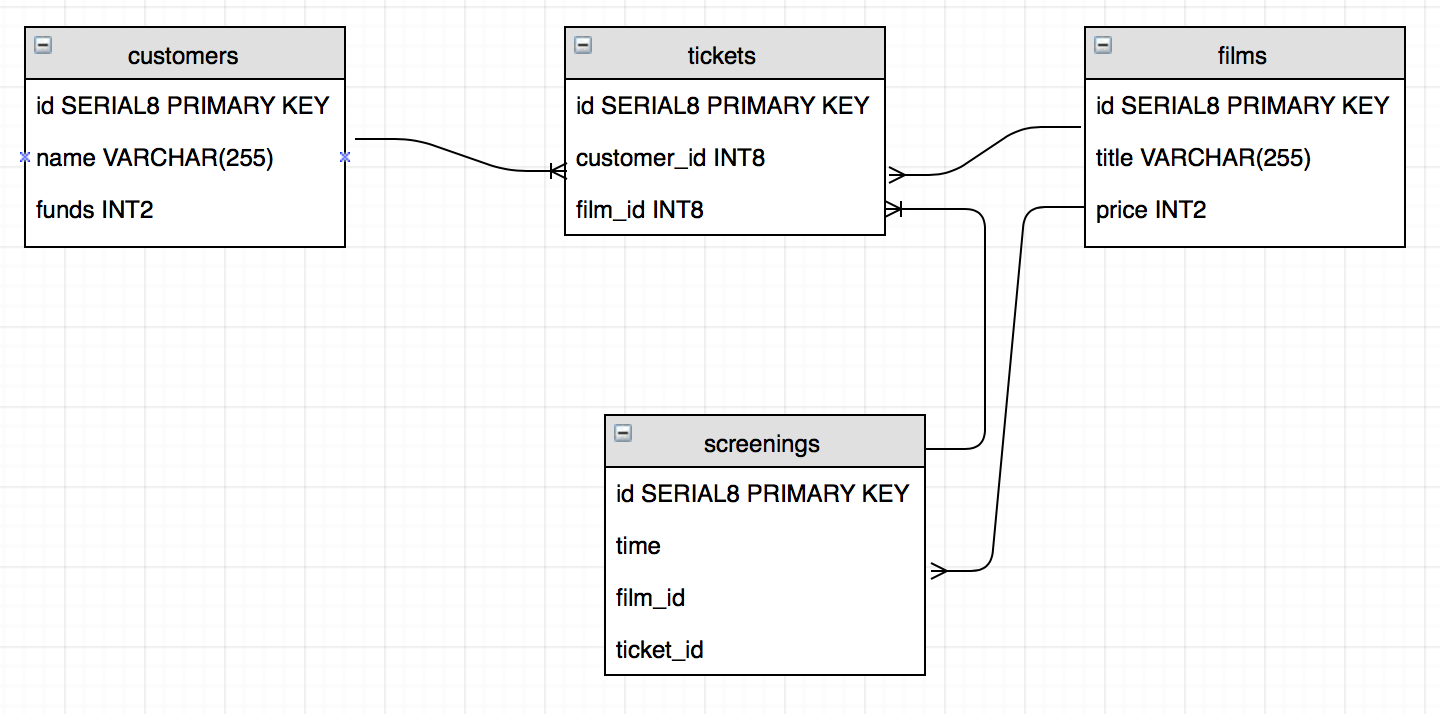 customers
id SERIAL8 PRIMARY KEY
name VARCHAR(255)
funds INT2
tickets
id SERIAL8 PRIMARY KEY
customer_id INT8
film_id INT8
films
id SERIAL8 PRIMARY KEY
title VARCHAR(255)
price INT2
screenings
id SERIAL8 PRIMARY KEY
time
film_id
ticket_id